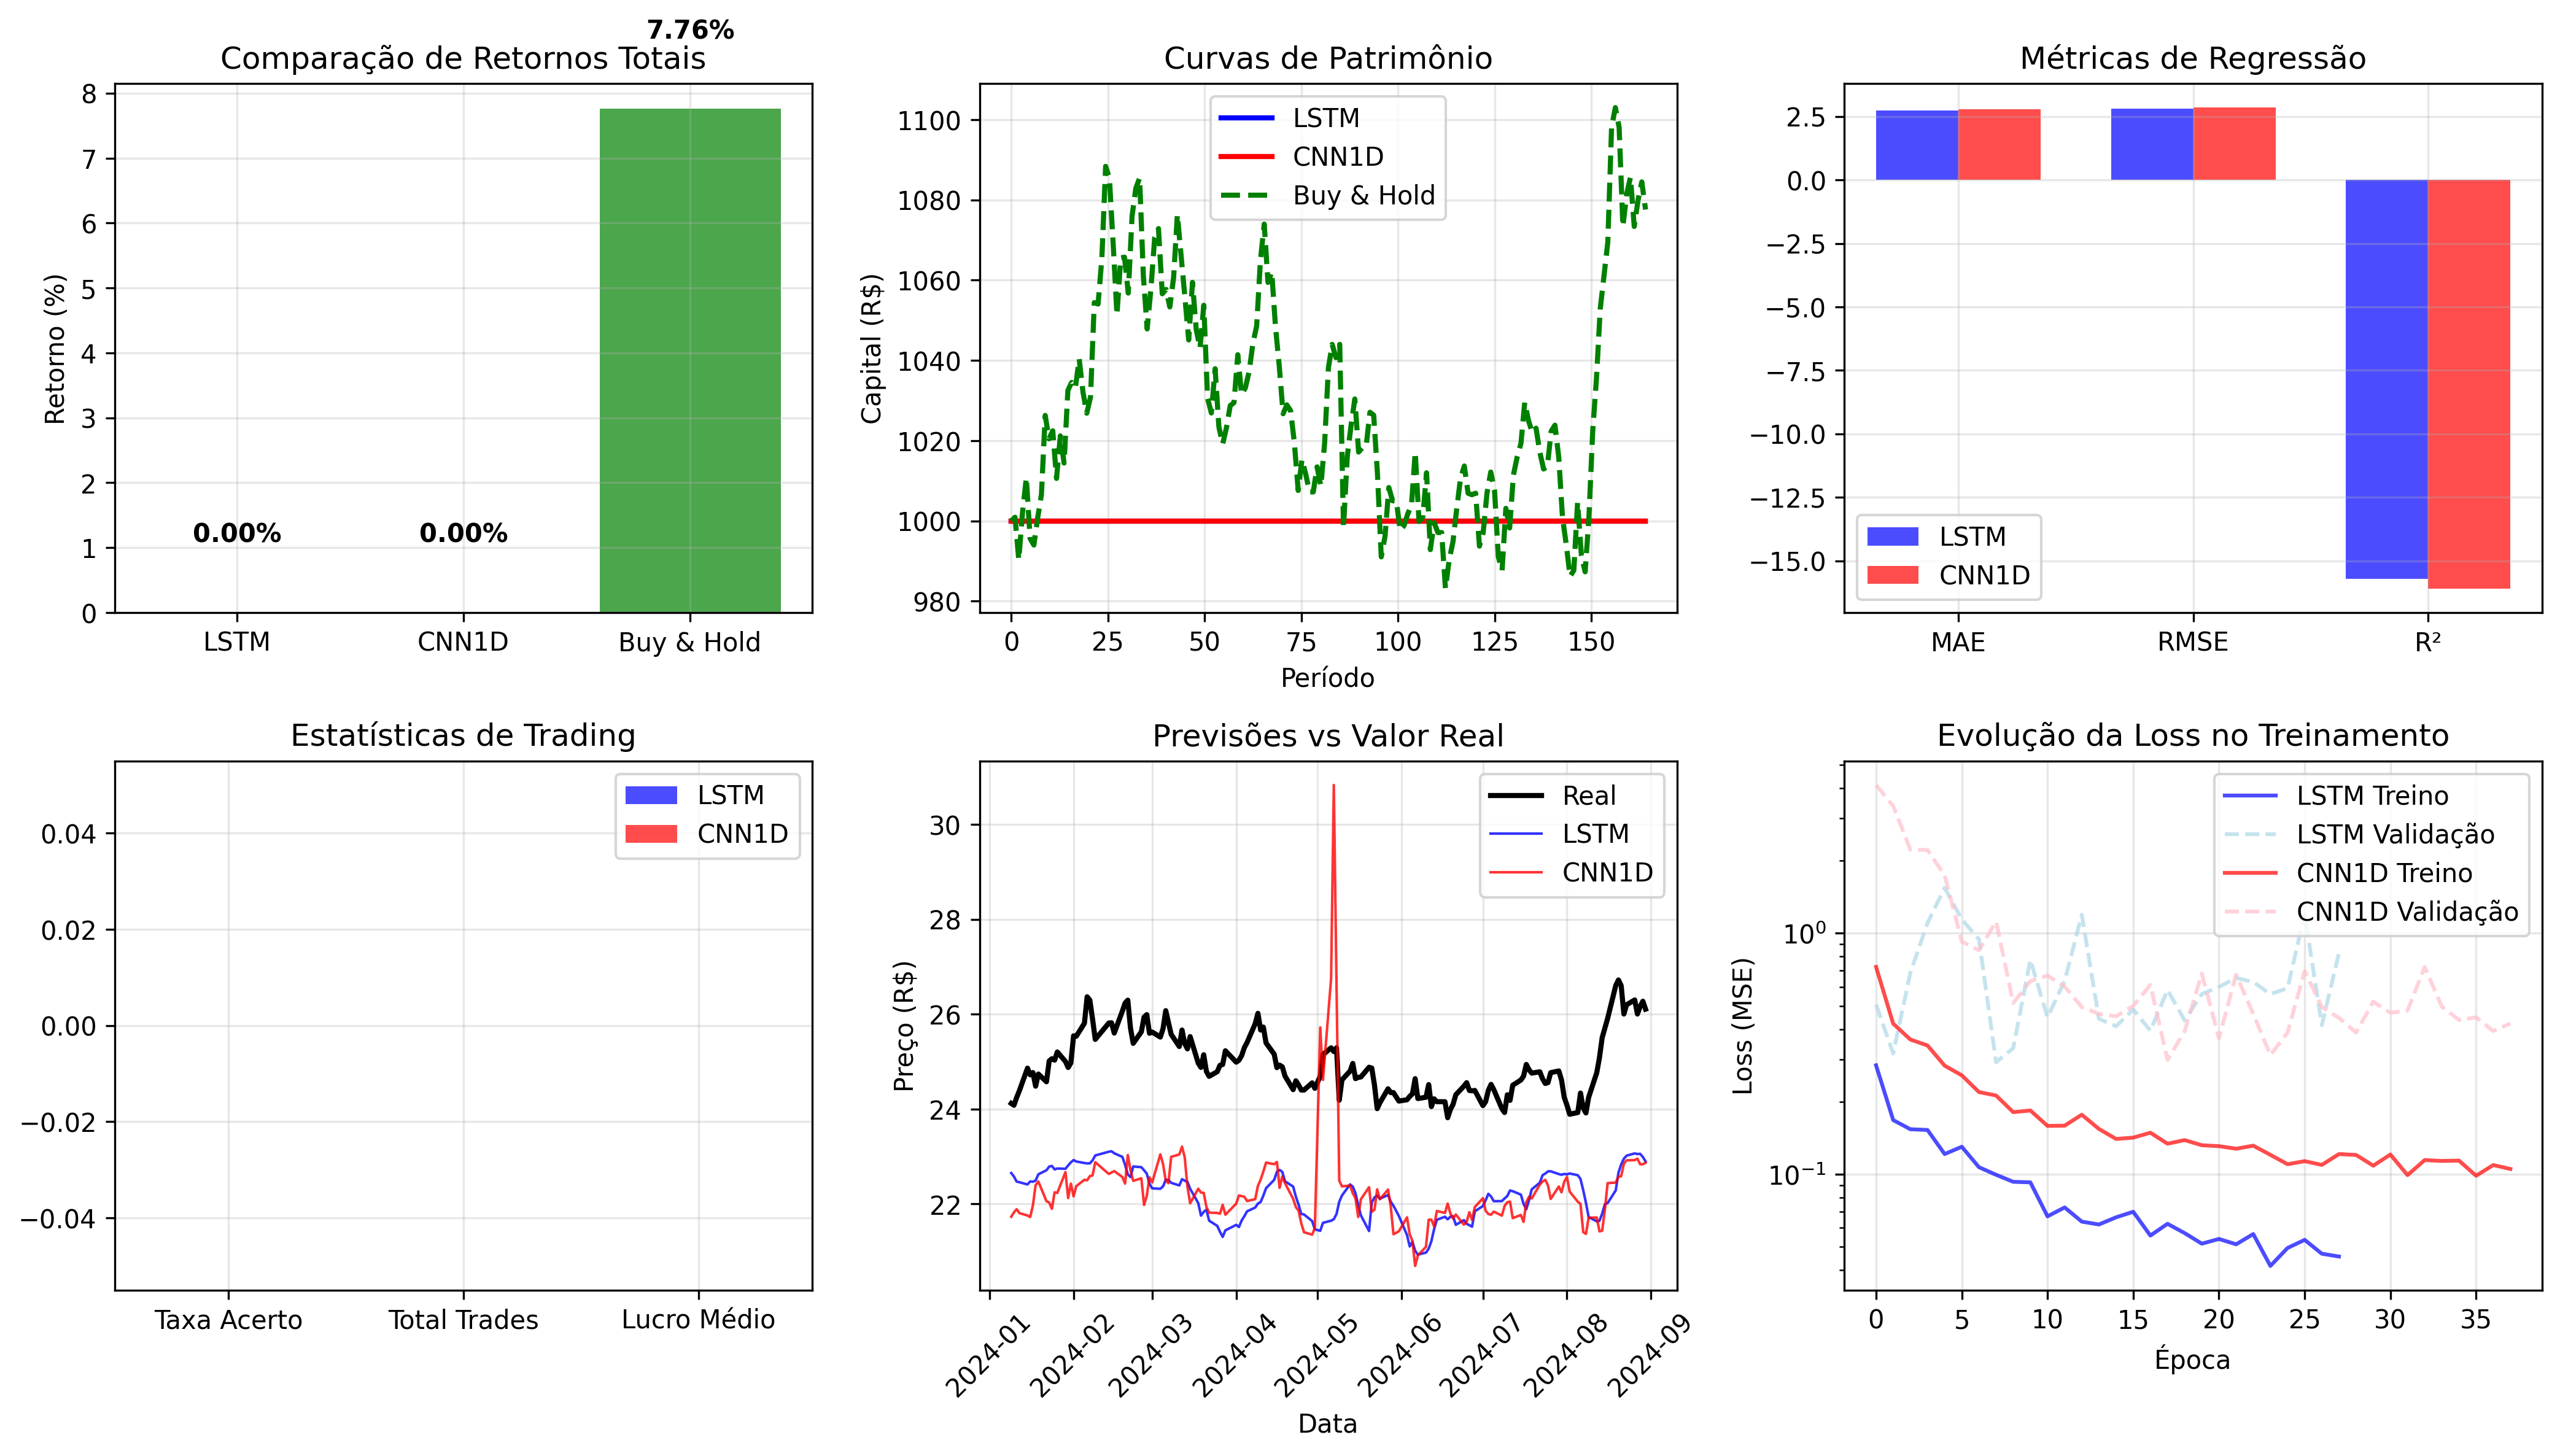 7.76%
Comparação de Retornos Totais
Retorno (%)
8
7
6
5
4
3
2
1
0
0.00%
0.00%
LSTM
CNN1D
Buy & Hold
Curvas de Patrimônio
Capital (R$)
1100
1080
1060
1040
1020
1000
980
LSTM
CNN1D
Buy & Hold
0
25
50
75
100
125
150
Período
Métricas de Regressão
2.5
0.0
−2.5
−5.0
−7.5
−10.0
−12.5
−15.0
LSTM
CNN1D
MAE
RMSE
R²
Estatísticas de Trading
0.04
0.02
0.00
−0.02
−0.04
LSTM
CNN1D
Taxa Acerto
Total Trades
Lucro Médio
Previsões vs Valor Real
Preço (R$)
30
28
26
24
22
Real
LSTM
CNN1D
2024-01
2024-02
2024-03
2024-04
2024-05
2024-06
2024-07
2024-08
2024-09
Data
Evolução da Loss no Treinamento
Loss (MSE)
10⁰
10⁻¹
LSTM Treino
LSTM Validação
CNN1D Treino
CNN1D Validação
0
5
10
15
20
25
30
35
Época